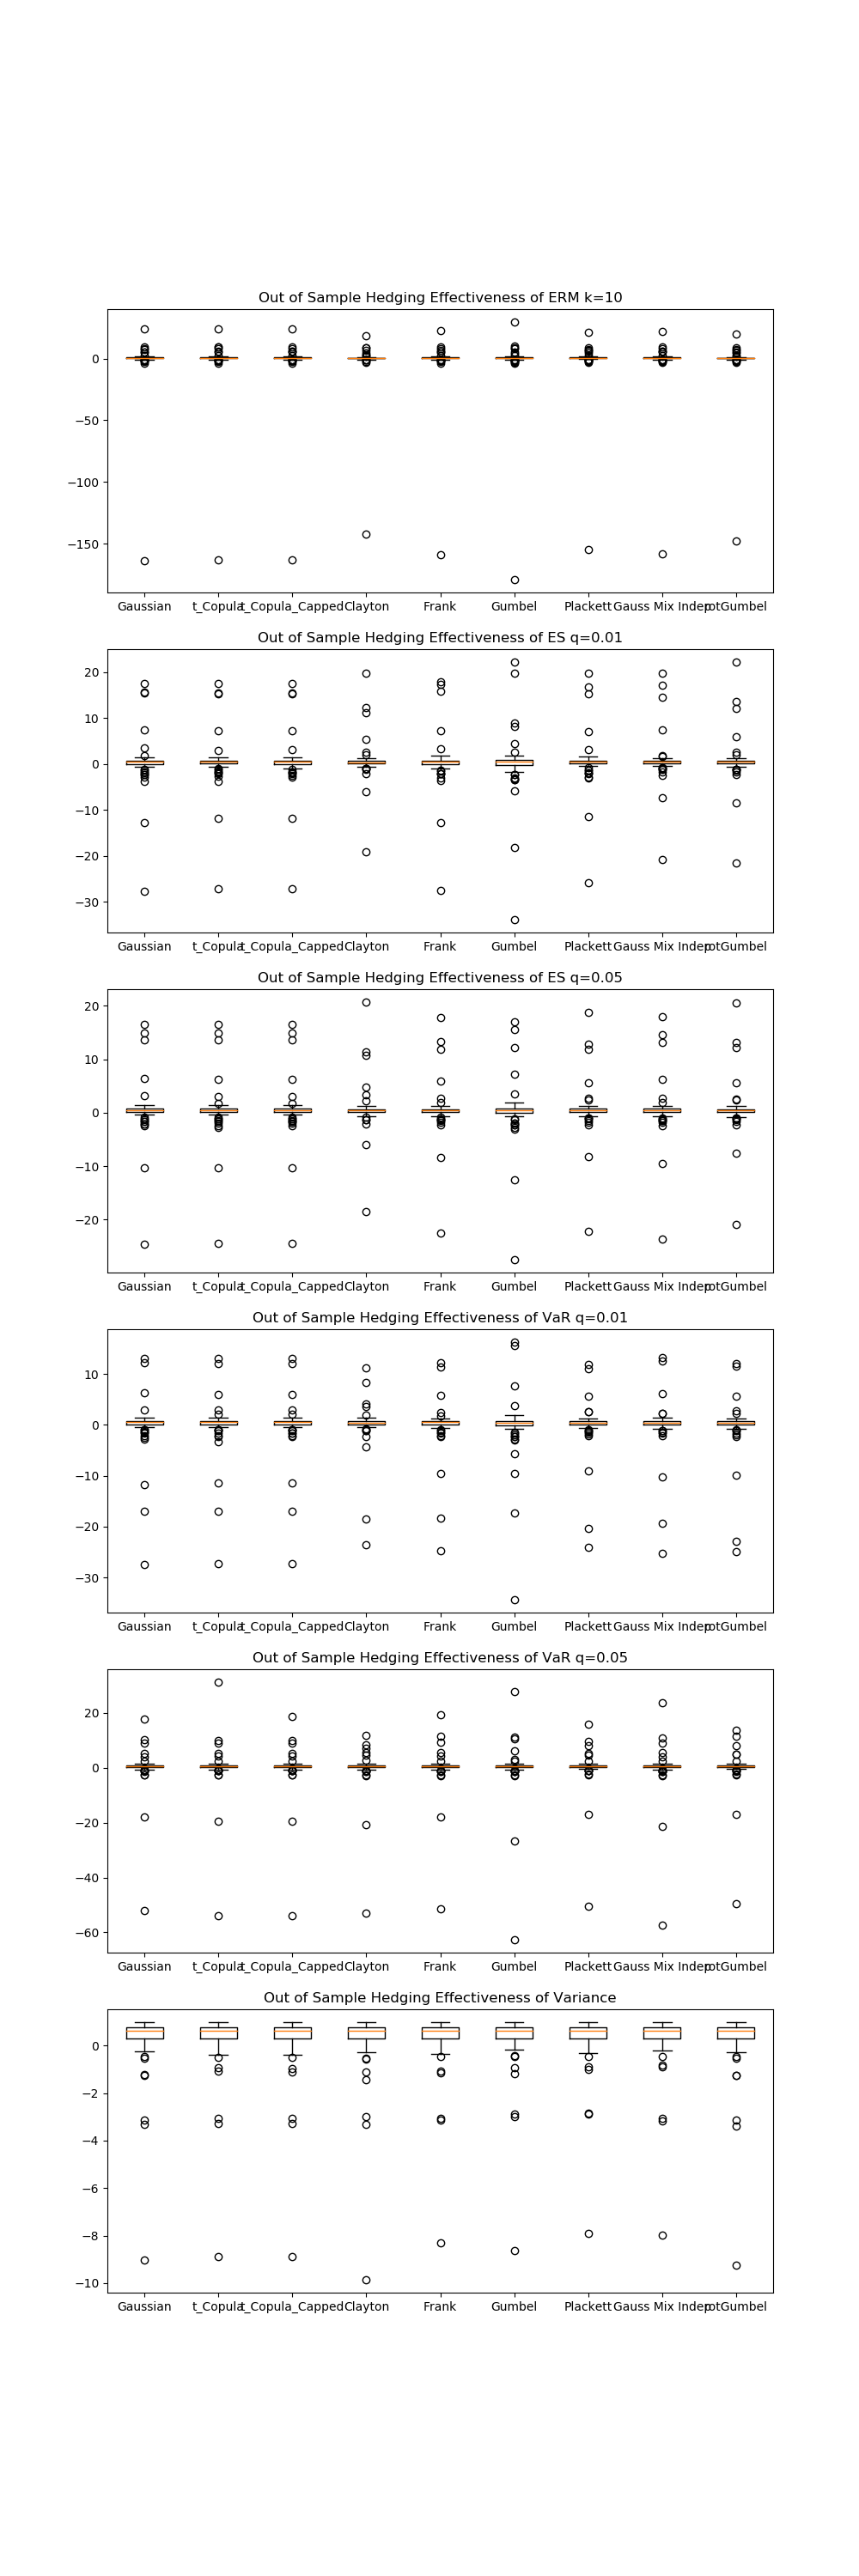 Out of Sample Hedging Effectiveness of ERM k=10
0
−50
−100
−150
Gaussian t_Copula t_Copula_Capped Clayton Frank Gumbel Plackett Gauss Mix Indep rotGumbel
Out of Sample Hedging Effectiveness of ES q=0.01
20
10
0
−10
−20
−30
Gaussian t_Copula t_Copula_Capped Clayton Frank Gumbel Plackett Gauss Mix Indep rotGumbel
Out of Sample Hedging Effectiveness of ES q=0.05
20
10
0
−10
−20
Gaussian t_Copula t_Copula_Capped Clayton Frank Gumbel Plackett Gauss Mix Indep rotGumbel
Out of Sample Hedging Effectiveness of VaR q=0.01
10
0
−10
−20
−30
Gaussian t_Copula t_Copula_Capped Clayton Frank Gumbel Plackett Gauss Mix Indep rotGumbel
Out of Sample Hedging Effectiveness of VaR q=0.05
20
0
−20
−40
−60
Gaussian t_Copula t_Copula_Capped Clayton Frank Gumbel Plackett Gauss Mix Indep rotGumbel
Out of Sample Hedging Effectiveness of Variance
0
−2
−4
−6
−8
−10
Gaussian t_Copula t_Copula_Capped Clayton Frank Gumbel Plackett Gauss Mix Indep rotGumbel